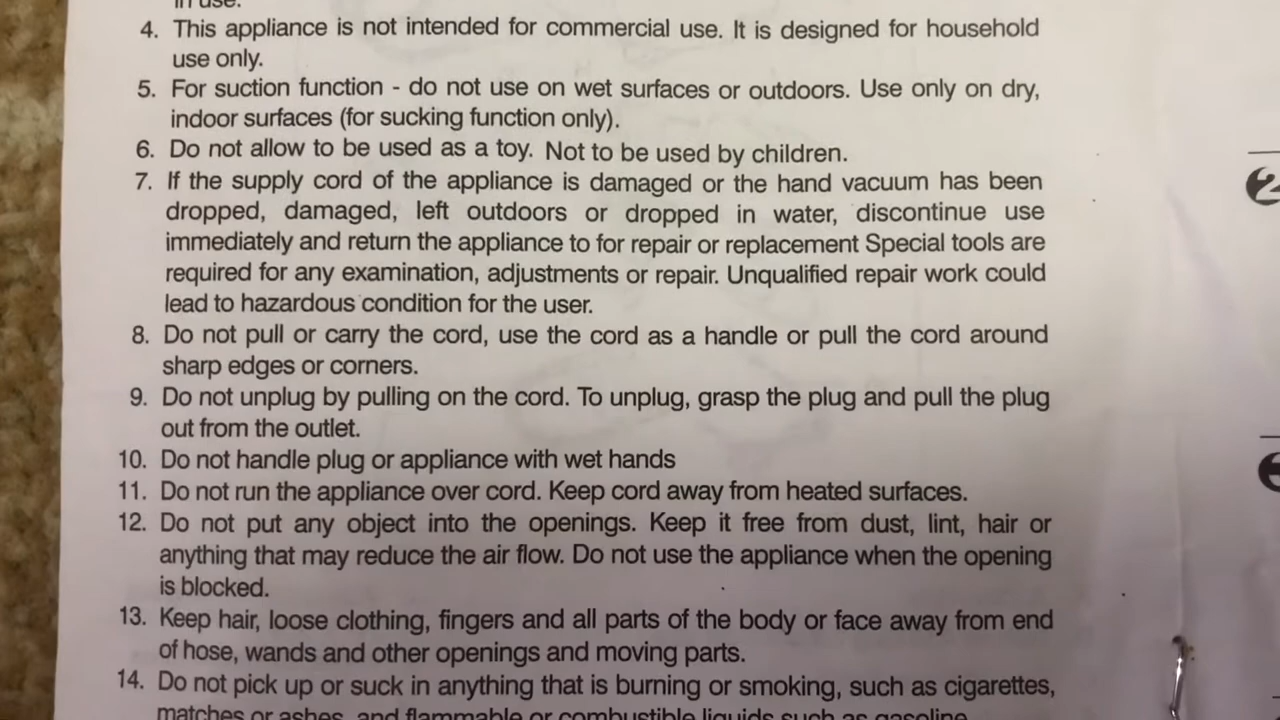 in use.
4. This appliance is not intended for commercial use. It is designed for household
use only.
5. For suction function - do not use on wet surfaces or outdoors. Use only on dry,
indoor surfaces (for sucking function only).
6. Do not allow to be used as a toy. Not to be used by children.
7. If the supply cord of the appliance is damaged or the hand vacuum has been
dropped, damaged, left outdoors or dropped in water, discontinue use
immediately and return the appliance to for repair or replacement Special tools are
required for any examination, adjustments or repair. Unqualified repair work could
lead to hazardous condition for the user.
8. Do not pull or carry the cord, use the cord as a handle or pull the cord around
sharp edges or corners.
9. Do not unplug by pulling on the cord. To unplug, grasp the plug and pull the plug
out from the outlet.
10. Do not handle plug or appliance with wet hands
11. Do not run the appliance over cord. Keep cord away from heated surfaces.
12. Do not put any object into the openings. Keep it free from dust, lint, hair or
anything that may reduce the air flow. Do not use the appliance when the opening
is blocked.
13. Keep hair, loose clothing, fingers and all parts of the body or face away from end
of hose, wands and other openings and moving parts.
14. Do not pick up or suck in anything that is burning or smoking, such as cigarettes,
matches or ashes, and flammable or combustible liquids such as gasoline
2